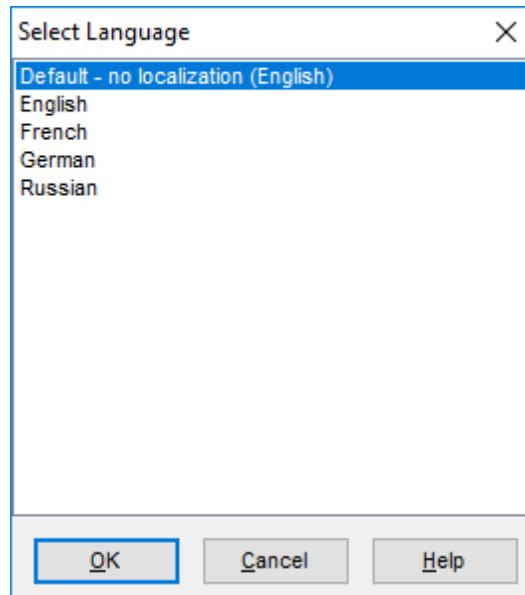 Select Language
Default - no localization (English)
English
French
German
Russian
OK Cancel Help